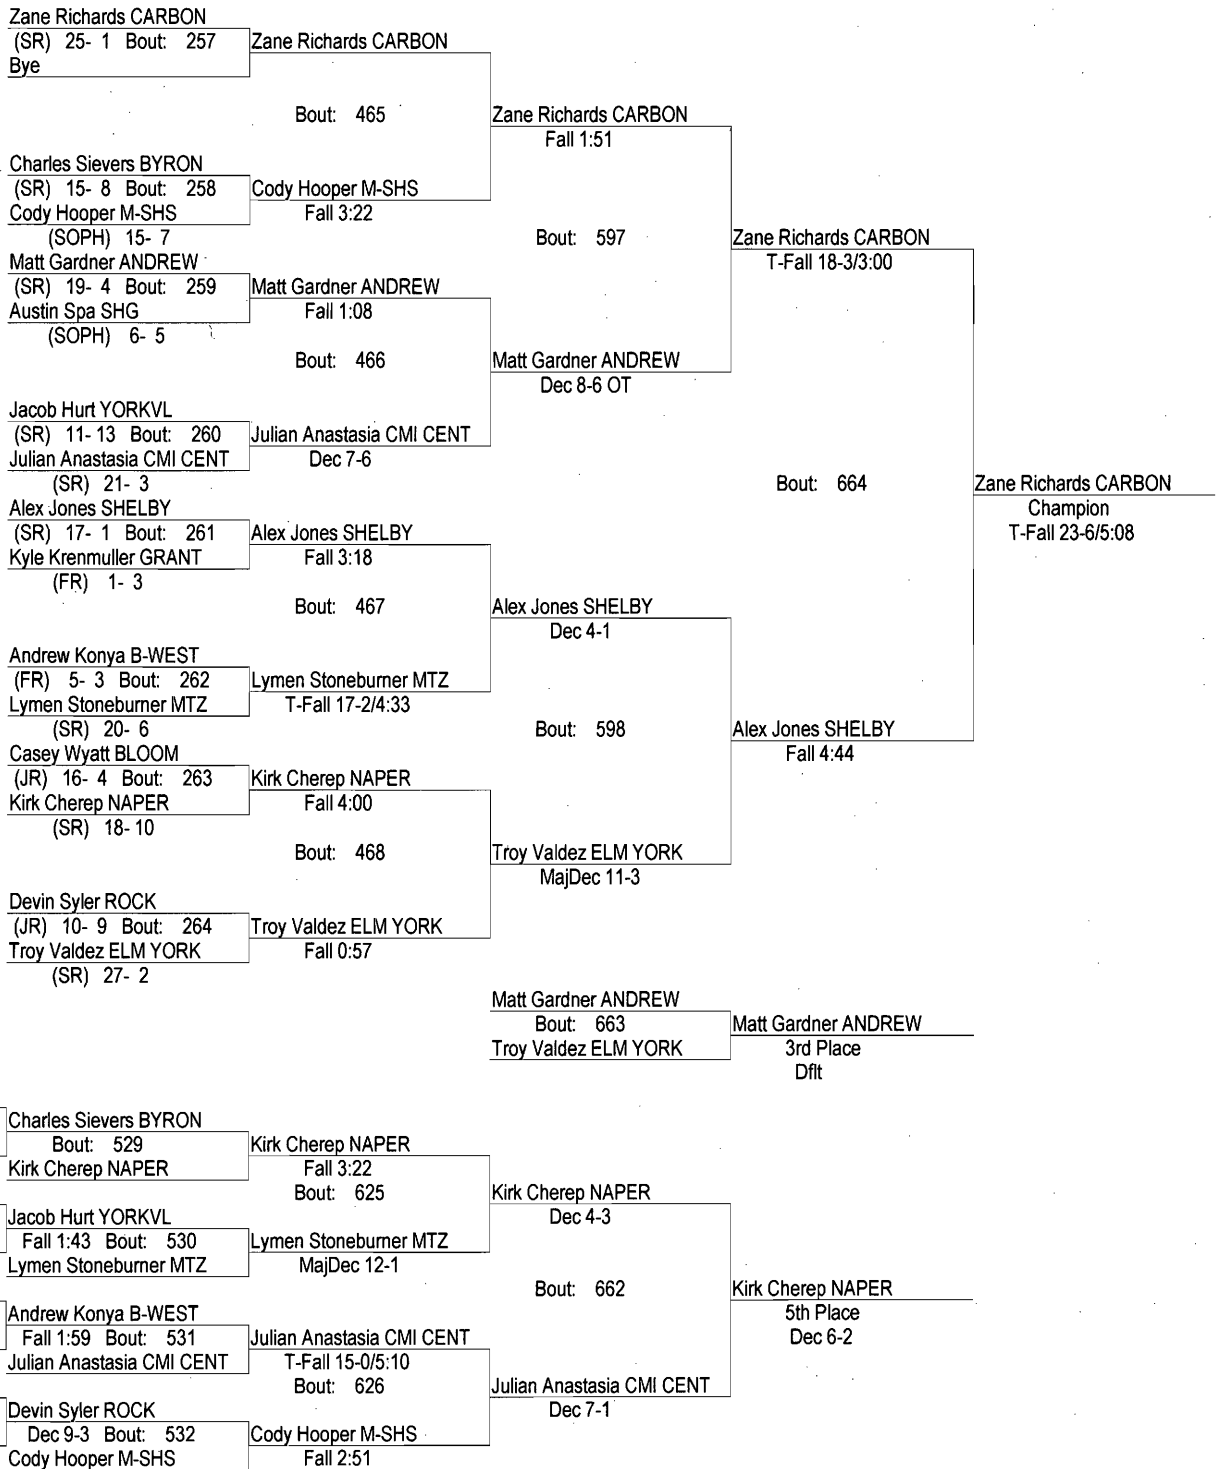 Zane Richards CARBON
(SR) 25- 1 Bout: 257
Bye
Zane Richards CARBON
Bout: 465
Zane Richards CARBON
Fall 1:51
Charles Sievers BYRON
(SR) 15- 8 Bout: 258
Cody Hooper M-SHS
(SOPH) 15- 7
Cody Hooper M-SHS
Fall 3:22
Bout: 597
Zane Richards CARBON
T-Fall 18-3/3:00
Matt Gardner ANDREW
(SR) 19- 4 Bout: 259
Austin Spa SHG
(SOPH) 6- 5
Matt Gardner ANDREW
Fall 1:08
Bout: 466
Matt Gardner ANDREW
Dec 8-6 OT
Jacob Hurt YORKVL
(SR) 11- 13 Bout: 260
Julian Anastasia CMI CENT
(SR) 21- 3
Julian Anastasia CMI CENT
Dec 7-6
Bout: 664
Zane Richards CARBON
Champion
T-Fall 23-6/5:08
Alex Jones SHELBY
(SR) 17- 1 Bout: 261
Kyle Krenmuller GRANT
(FR) 1- 3
Alex Jones SHELBY
Fall 3:18
Bout: 467
Alex Jones SHELBY
Dec 4-1
Andrew Konya B-WEST
(FR) 5- 3 Bout: 262
Lymen Stoneburner MTZ
(SR) 20- 6
Lymen Stoneburner MTZ
T-Fall 17-2/4:33
Bout: 598
Alex Jones SHELBY
Fall 4:44
Casey Wyatt BLOOM
(JR) 16- 4 Bout: 263
Kirk Cherep NAPER
(SR) 18- 10
Kirk Cherep NAPER
Fall 4:00
Bout: 468
Troy Valdez ELM YORK
MajDec 11-3
Devin Syler ROCK
(JR) 10- 9 Bout: 264
Troy Valdez ELM YORK
(SR) 27- 2
Troy Valdez ELM YORK
Fall 0:57
Matt Gardner ANDREW
Bout: 663
Troy Valdez ELM YORK
Matt Gardner ANDREW
3rd Place
Dflt
Charles Sievers BYRON
Bout: 529
Kirk Cherep NAPER
Kirk Cherep NAPER
Fall 3:22
Bout: 625
Kirk Cherep NAPER
Dec 4-3
Jacob Hurt YORKVL
Fall 1:43 Bout: 530
Lymen Stoneburner MTZ
Lymen Stoneburner MTZ
MajDec 12-1
Bout: 662
Kirk Cherep NAPER
5th Place
Dec 6-2
Andrew Konya B-WEST
Fall 1:59 Bout: 531
Julian Anastasia CMI CENT
Julian Anastasia CMI CENT
T-Fall 15-0/5:10
Bout: 626
Julian Anastasia CMI CENT
Dec 7-1
Devin Syler ROCK
Dec 9-3 Bout: 532
Cody Hooper M-SHS
Cody Hooper M-SHS
Fall 2:51